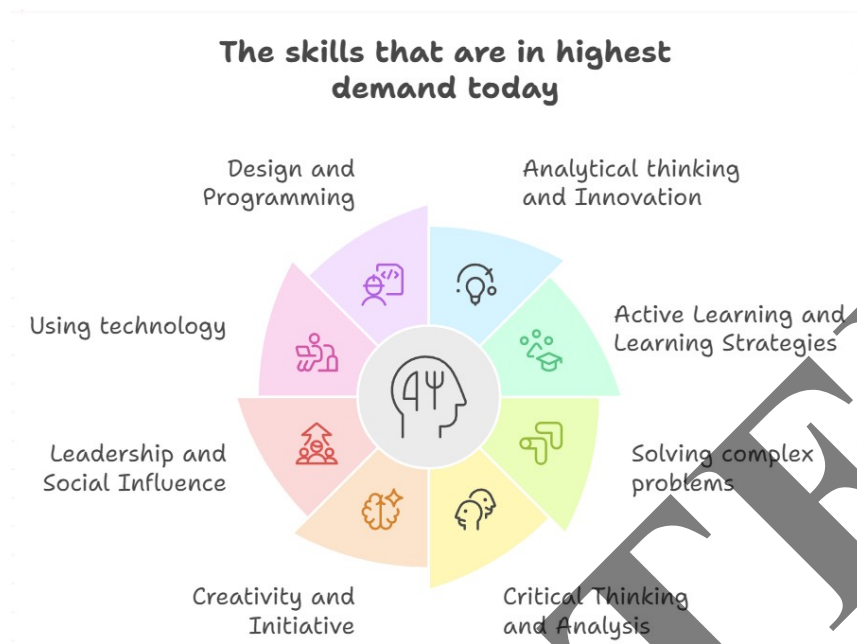 The skills that are in highest
demand today
Design and
Programming
Analytical thinking
and Innovation
Using technology
Active Learning and
Learning Strategies
Leadership and
Social Influence
Solving complex
problems
Creativity and
Initiative
Critical Thinking
and Analysis